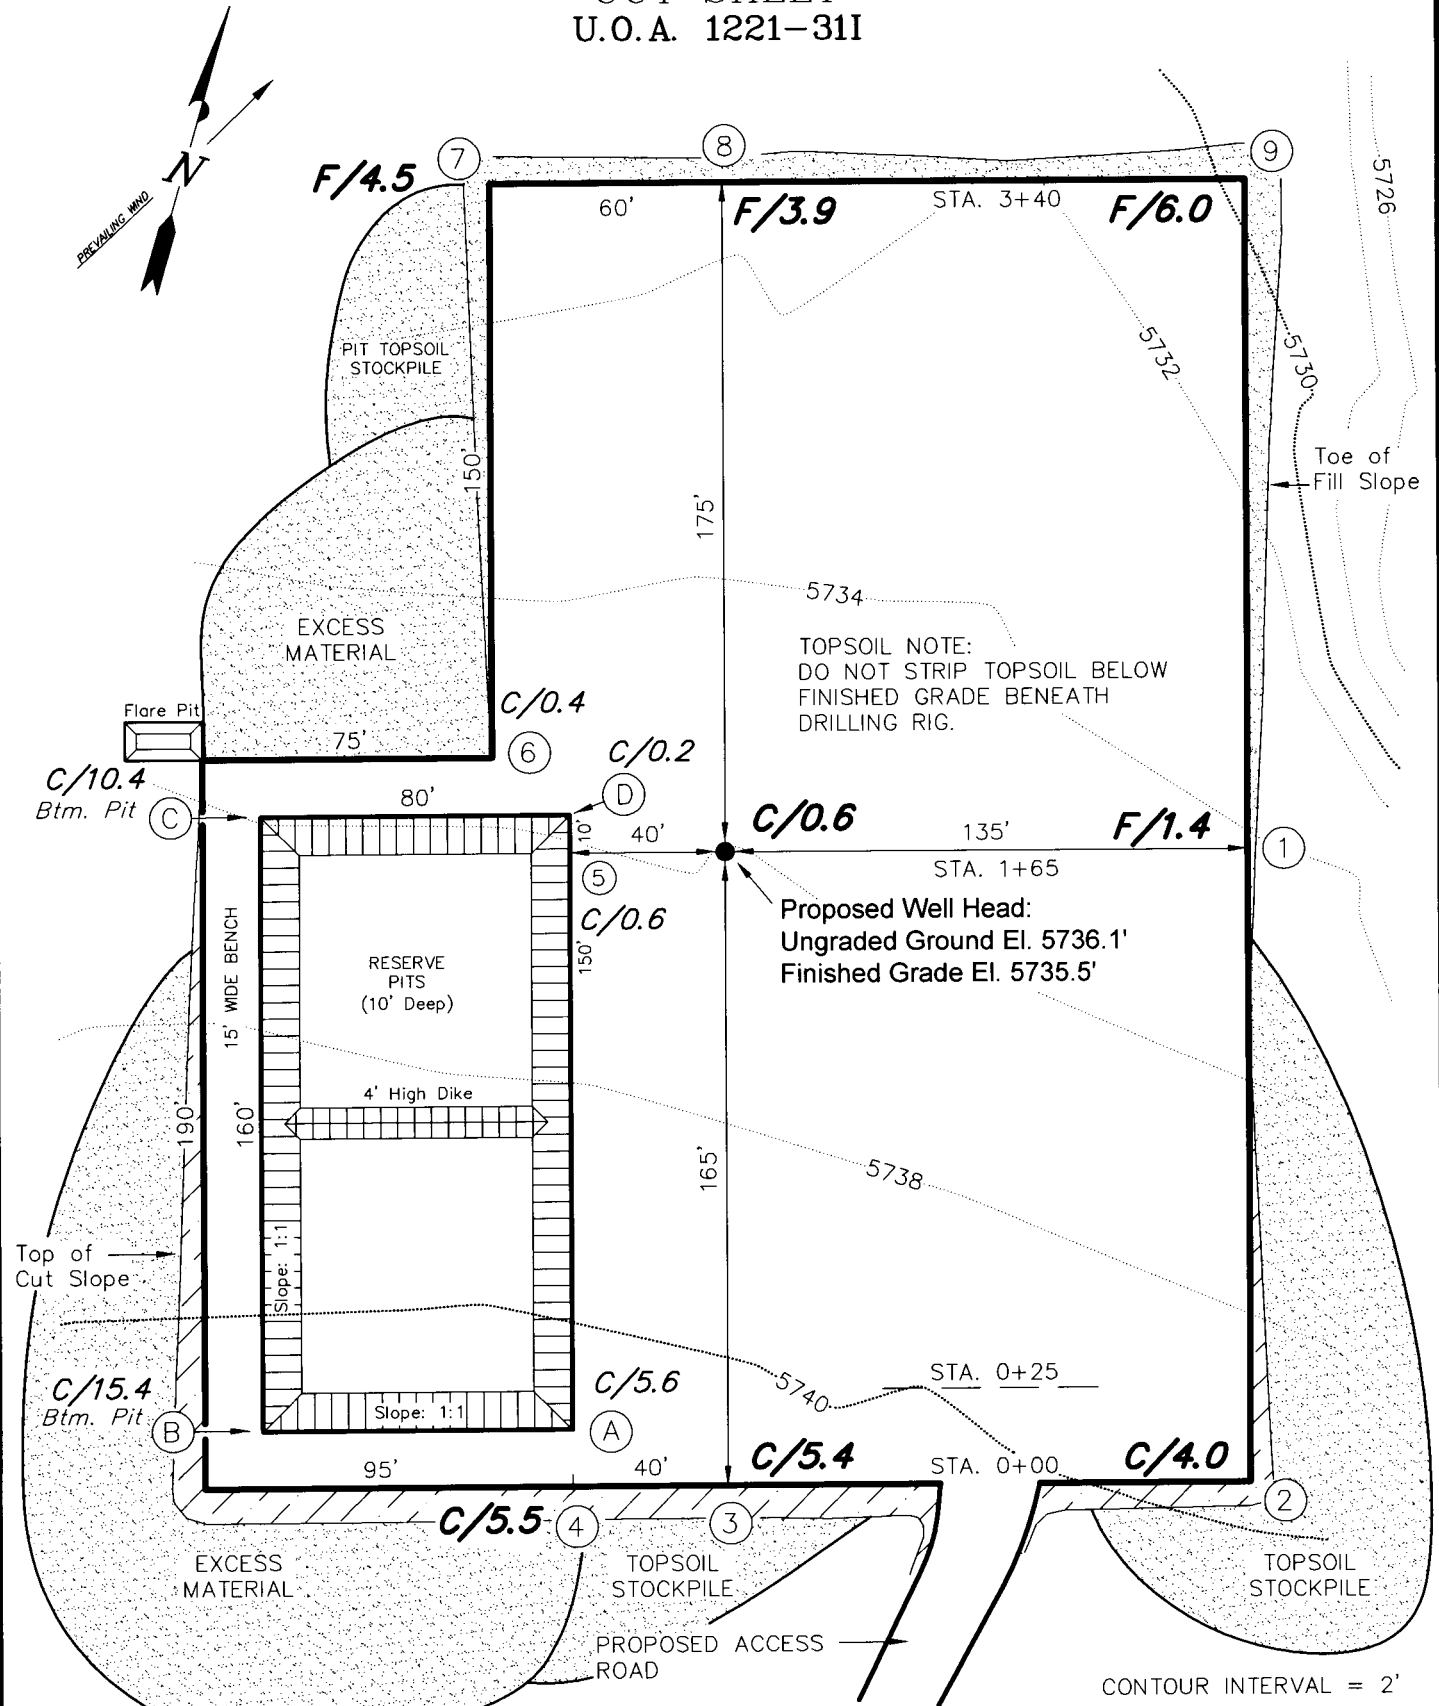 CUT SHEET
U.O.A. 1221-31I
N
PREVAILING WIND
7
8
9
F/4.5
60'
F/3.9
STA. 3+40
F/6.0
5726
PIT TOPSOIL
STOCKPILE
5732
5730
150'
175'
Toe of
Fill Slope
5734
EXCESS
MATERIAL
TOPSOIL NOTE:
DO NOT STRIP TOPSOIL BELOW
FINISHED GRADE BENEATH
DRILLING RIG.
Flare Pit
C/0.4
75'
6
C/0.2
D
C/10.4
Btm. Pit
C
80'
10'
40'
C/0.6
135'
F/1.4
STA. 1+65
1
5
C/0.6
Proposed Well Head:
Ungraded Ground El. 5736.1'
Finished Grade El. 5735.5'
15' WIDE BENCH
RESERVE
PITS
(10' Deep)
150'
4' High Dike
190'
160'
165'
5738
Top of
Cut Slope
Slope: 1:1
C/15.4
Btm. Pit
B
Slope: 1:1
C/5.6
A
5740
STA. 0+25
95'
40'
C/5.4
STA. 0+00
C/4.0
C/5.5
4
3
2
EXCESS
MATERIAL
TOPSOIL
STOCKPILE
TOPSOIL
STOCKPILE
PROPOSED ACCESS
ROAD
CONTOUR INTERVAL = 2'